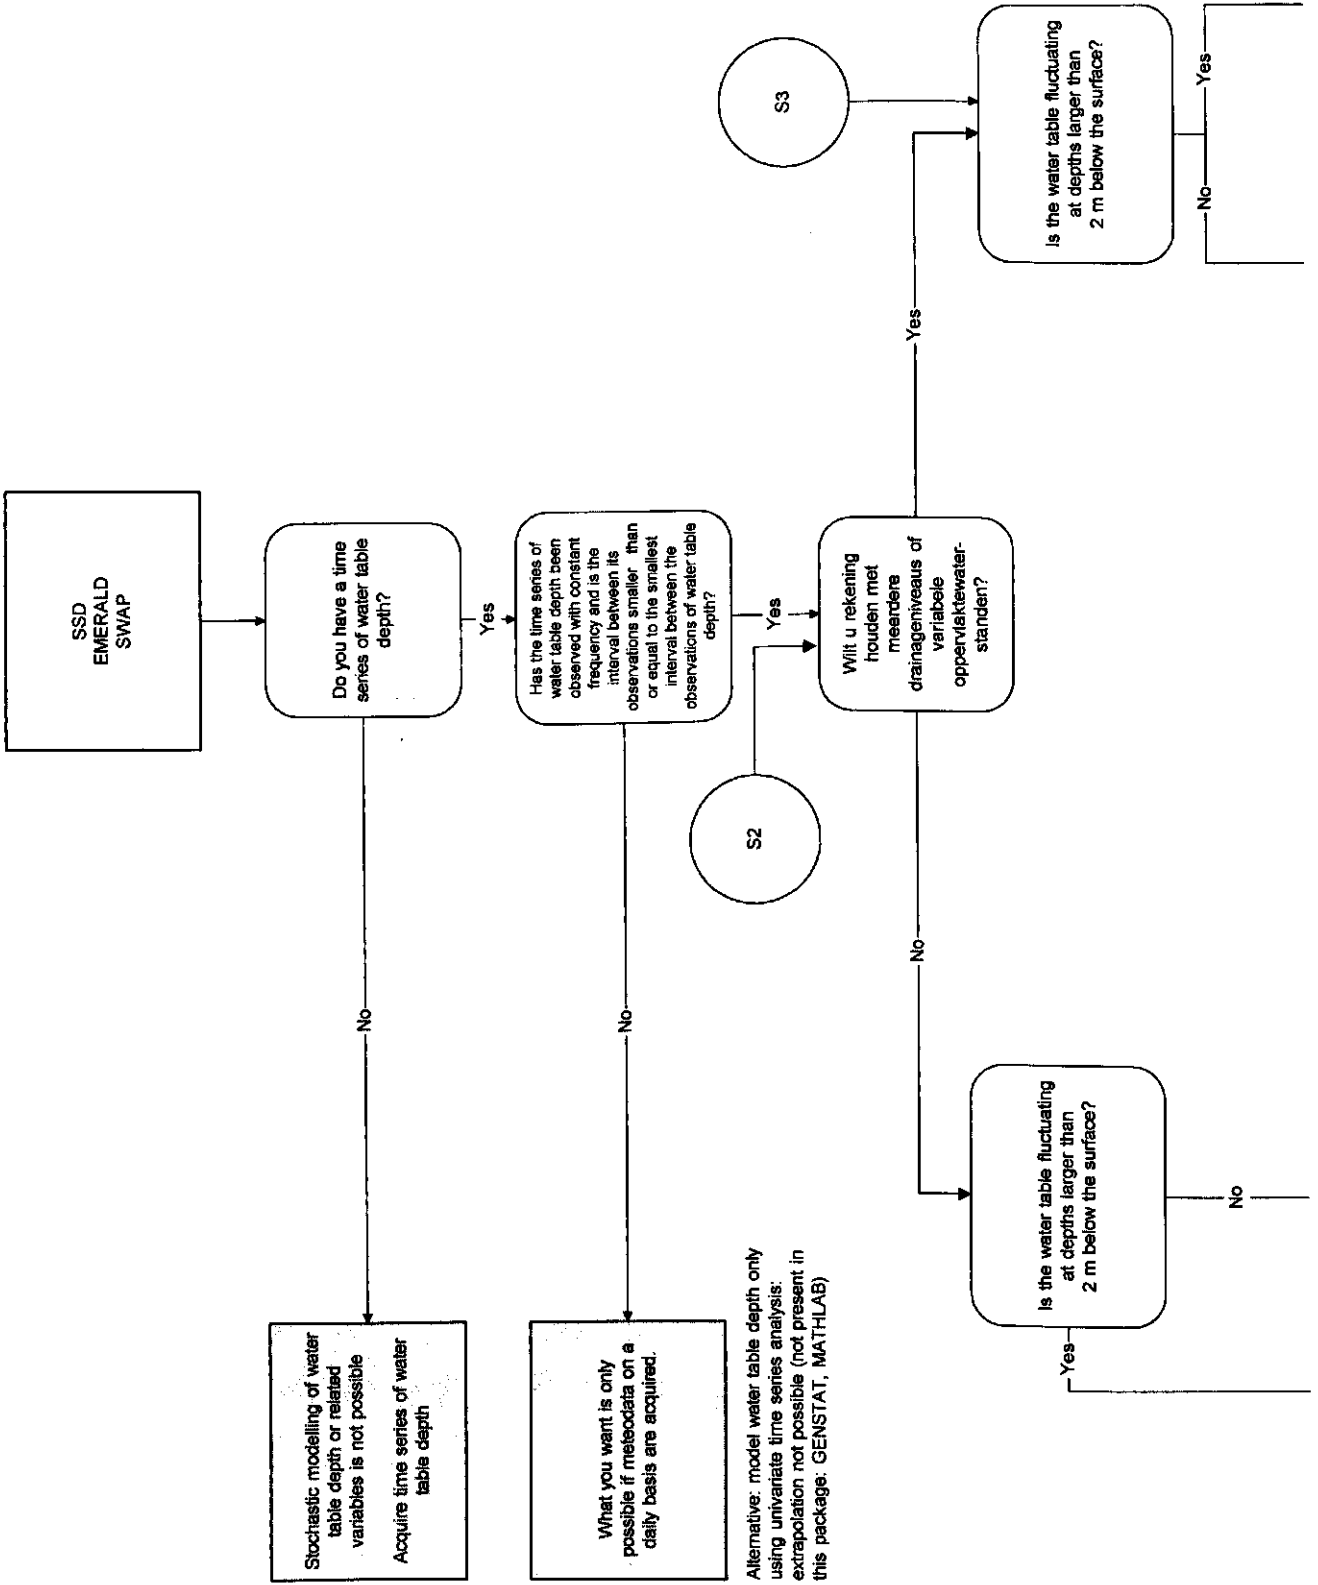 SSD
EMERALD
SWAP
Do you have a time
series of water table
depth?
No
Yes
Stochastic modelling of water
table depth or related
variables is not possible
Acquire time series of water
table depth
Has the time series of
water table depth been
observed with constant
frequency and is the
interval between its
observations smaller than
or equal to the smallest
interval between the
observations of water table
depth?
No
Yes
What you want is only
possible if meteodata on a
daily basis are acquired.
Alternative: model water table depth only
using univariate time series analysis:
extrapolation not possible (not present in
this package: GENSTAT, MATHLAB)
S2
Wilt u rekening
houden met
meerdere
drainageniveaus of
variabele
oppervlaktewater-
standen?
No
Yes
S3
Is the water table fluctuating
at depths larger than
2 m below the surface?
Yes
No
Is the water table fluctuating
at depths larger than
2 m below the surface?
No
Yes